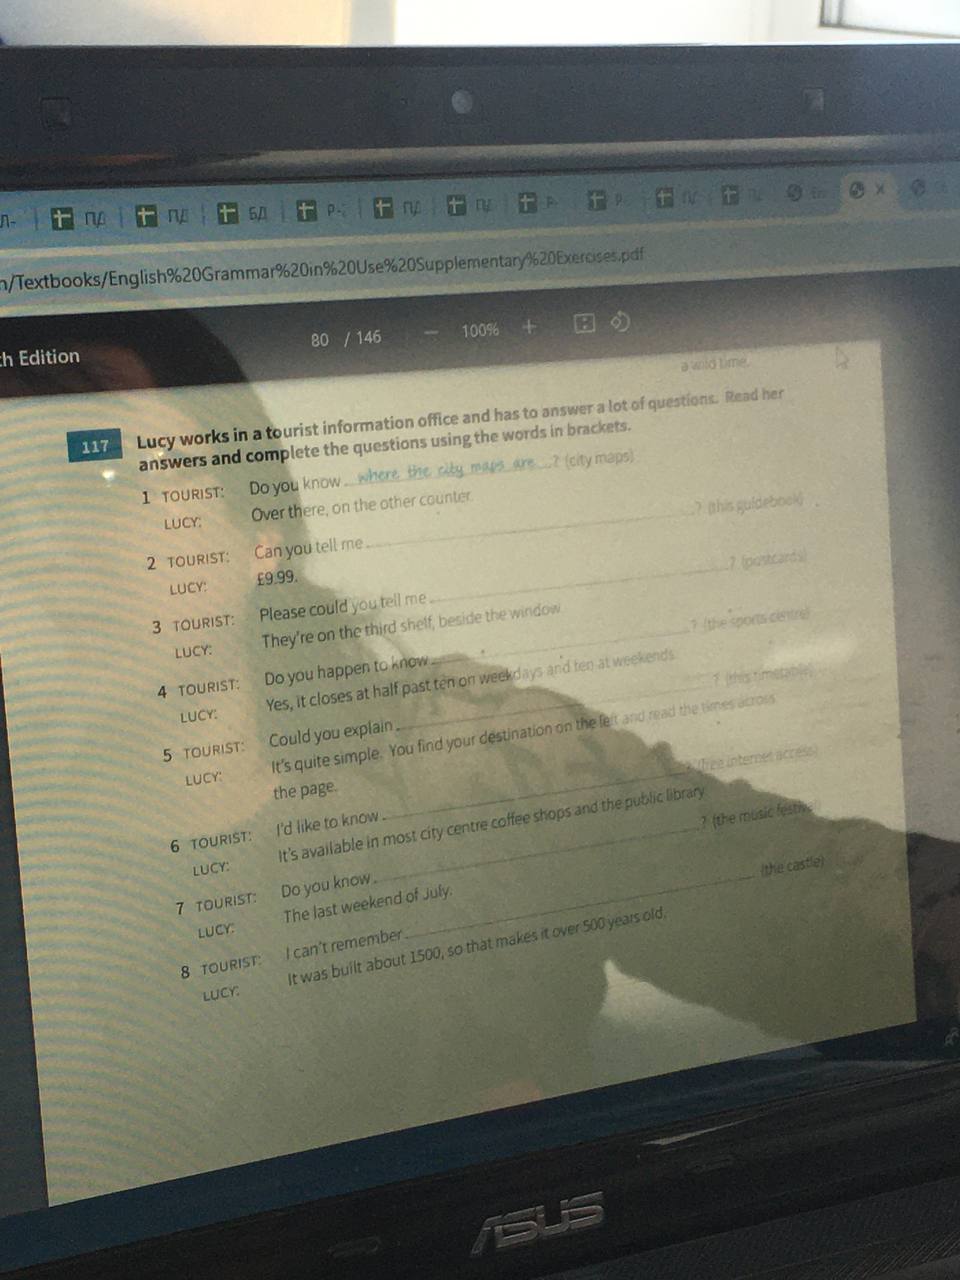 Л-
ПД
ПД
БД
Р-
ПД
ПД
Р-
Р
n/Textbooks/English%20Grammar%20in%20Use%20Supplementary%20Exercises.pdf
h Edition
80 / 146 — 100% +
a wild time.
117 Lucy works in a tourist information office and has to answer a lot of questions. Read her
answers and complete the questions using the words in brackets.
1 TOURIST: Do you know where the city maps are ? (city maps)
LUCY: Over there, on the other counter.
2 TOURIST: Can you tell me ? (this guidebook)
LUCY: £9.99.
3 TOURIST: Please could you tell me ? (postcards)
LUCY: They're on the third shelf, beside the window.
4 TOURIST: Do you happen to know ? (the sports centre)
LUCY: Yes, it closes at half past ten on weekdays and ten at weekends.
5 TOURIST: Could you explain ? (this timetable)
LUCY: It's quite simple. You find your destination on the left and read the times across
the page.
6 TOURIST: I'd like to know (free internet access)
LUCY: It's available in most city centre coffee shops and the public library.
7 TOURIST: Do you know ? (the music festival)
LUCY: The last weekend of July.
8 TOURIST: I can't remember (the castle)
LUCY: It was built about 1500, so that makes it over 500 years old.
ASUS